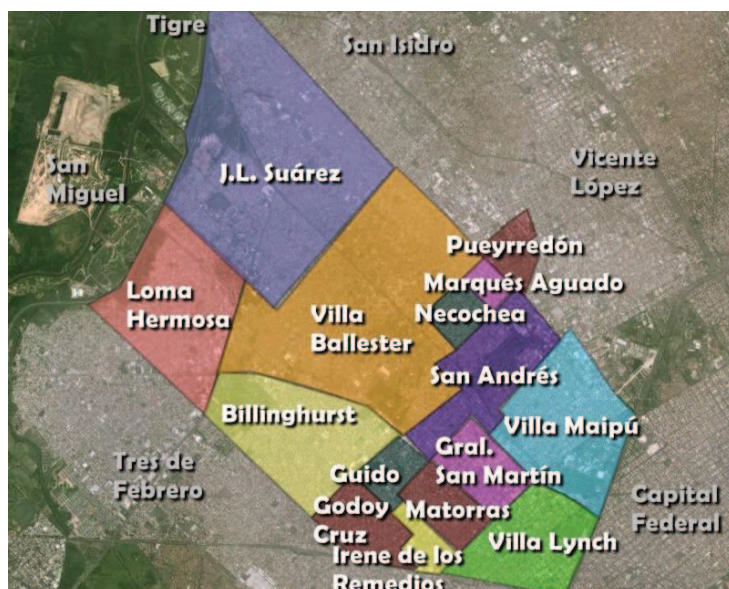 Tigre
San Isidro
San
Miguel
J.L. Suárez
Vicente
López
Pueyrredón
Loma
Hermosa
Marqués Aguado
Villa
Ballester
Necochea
San Andrés
Billinghurst
Villa Maipú
Gral.
San Martín
Tres de
Febrero
Guido
Godoy
Cruz
Matorras
Capital
Federal
Villa Lynch
Irene de los
Remedios